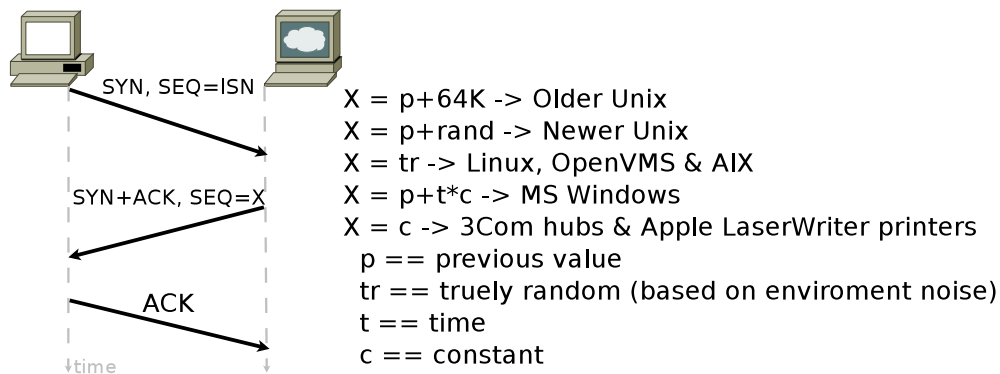 SYN, SEQ=ISN
X = p+64K -> Older Unix
X = p+rand -> Newer Unix
X = tr -> Linux, OpenVMS & AIX
SYN+ACK, SEQ=X
X = p+t*c -> MS Windows
X = c -> 3Com hubs & Apple LaserWriter printers
p == previous value
tr == truely random (based on enviroment noise)
ACK
t == time
c == constant
time